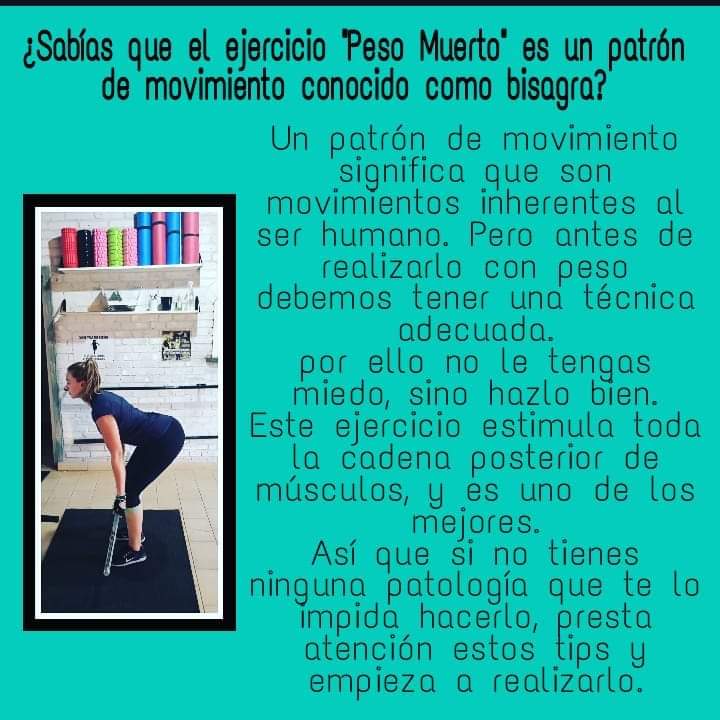 ¿Sabías que el ejercicio "Peso Muerto" es un patrón
de movimiento conocido como bisagra?
Un patrón de movimiento
significa que son
movimientos inherentes al
ser humano. Pero antes de
realizarlo con peso
debemos tener una técnica
adecuada.
por ello no le tengas
miedo, sino hazlo bien.
Este ejercicio estimula toda
la cadena posterior de
músculos, y es uno de los
mejores.
Así que si no tienes
ninguna patología que te lo
impida hacerlo, presta
atención estos tips y
empieza a realizarlo.